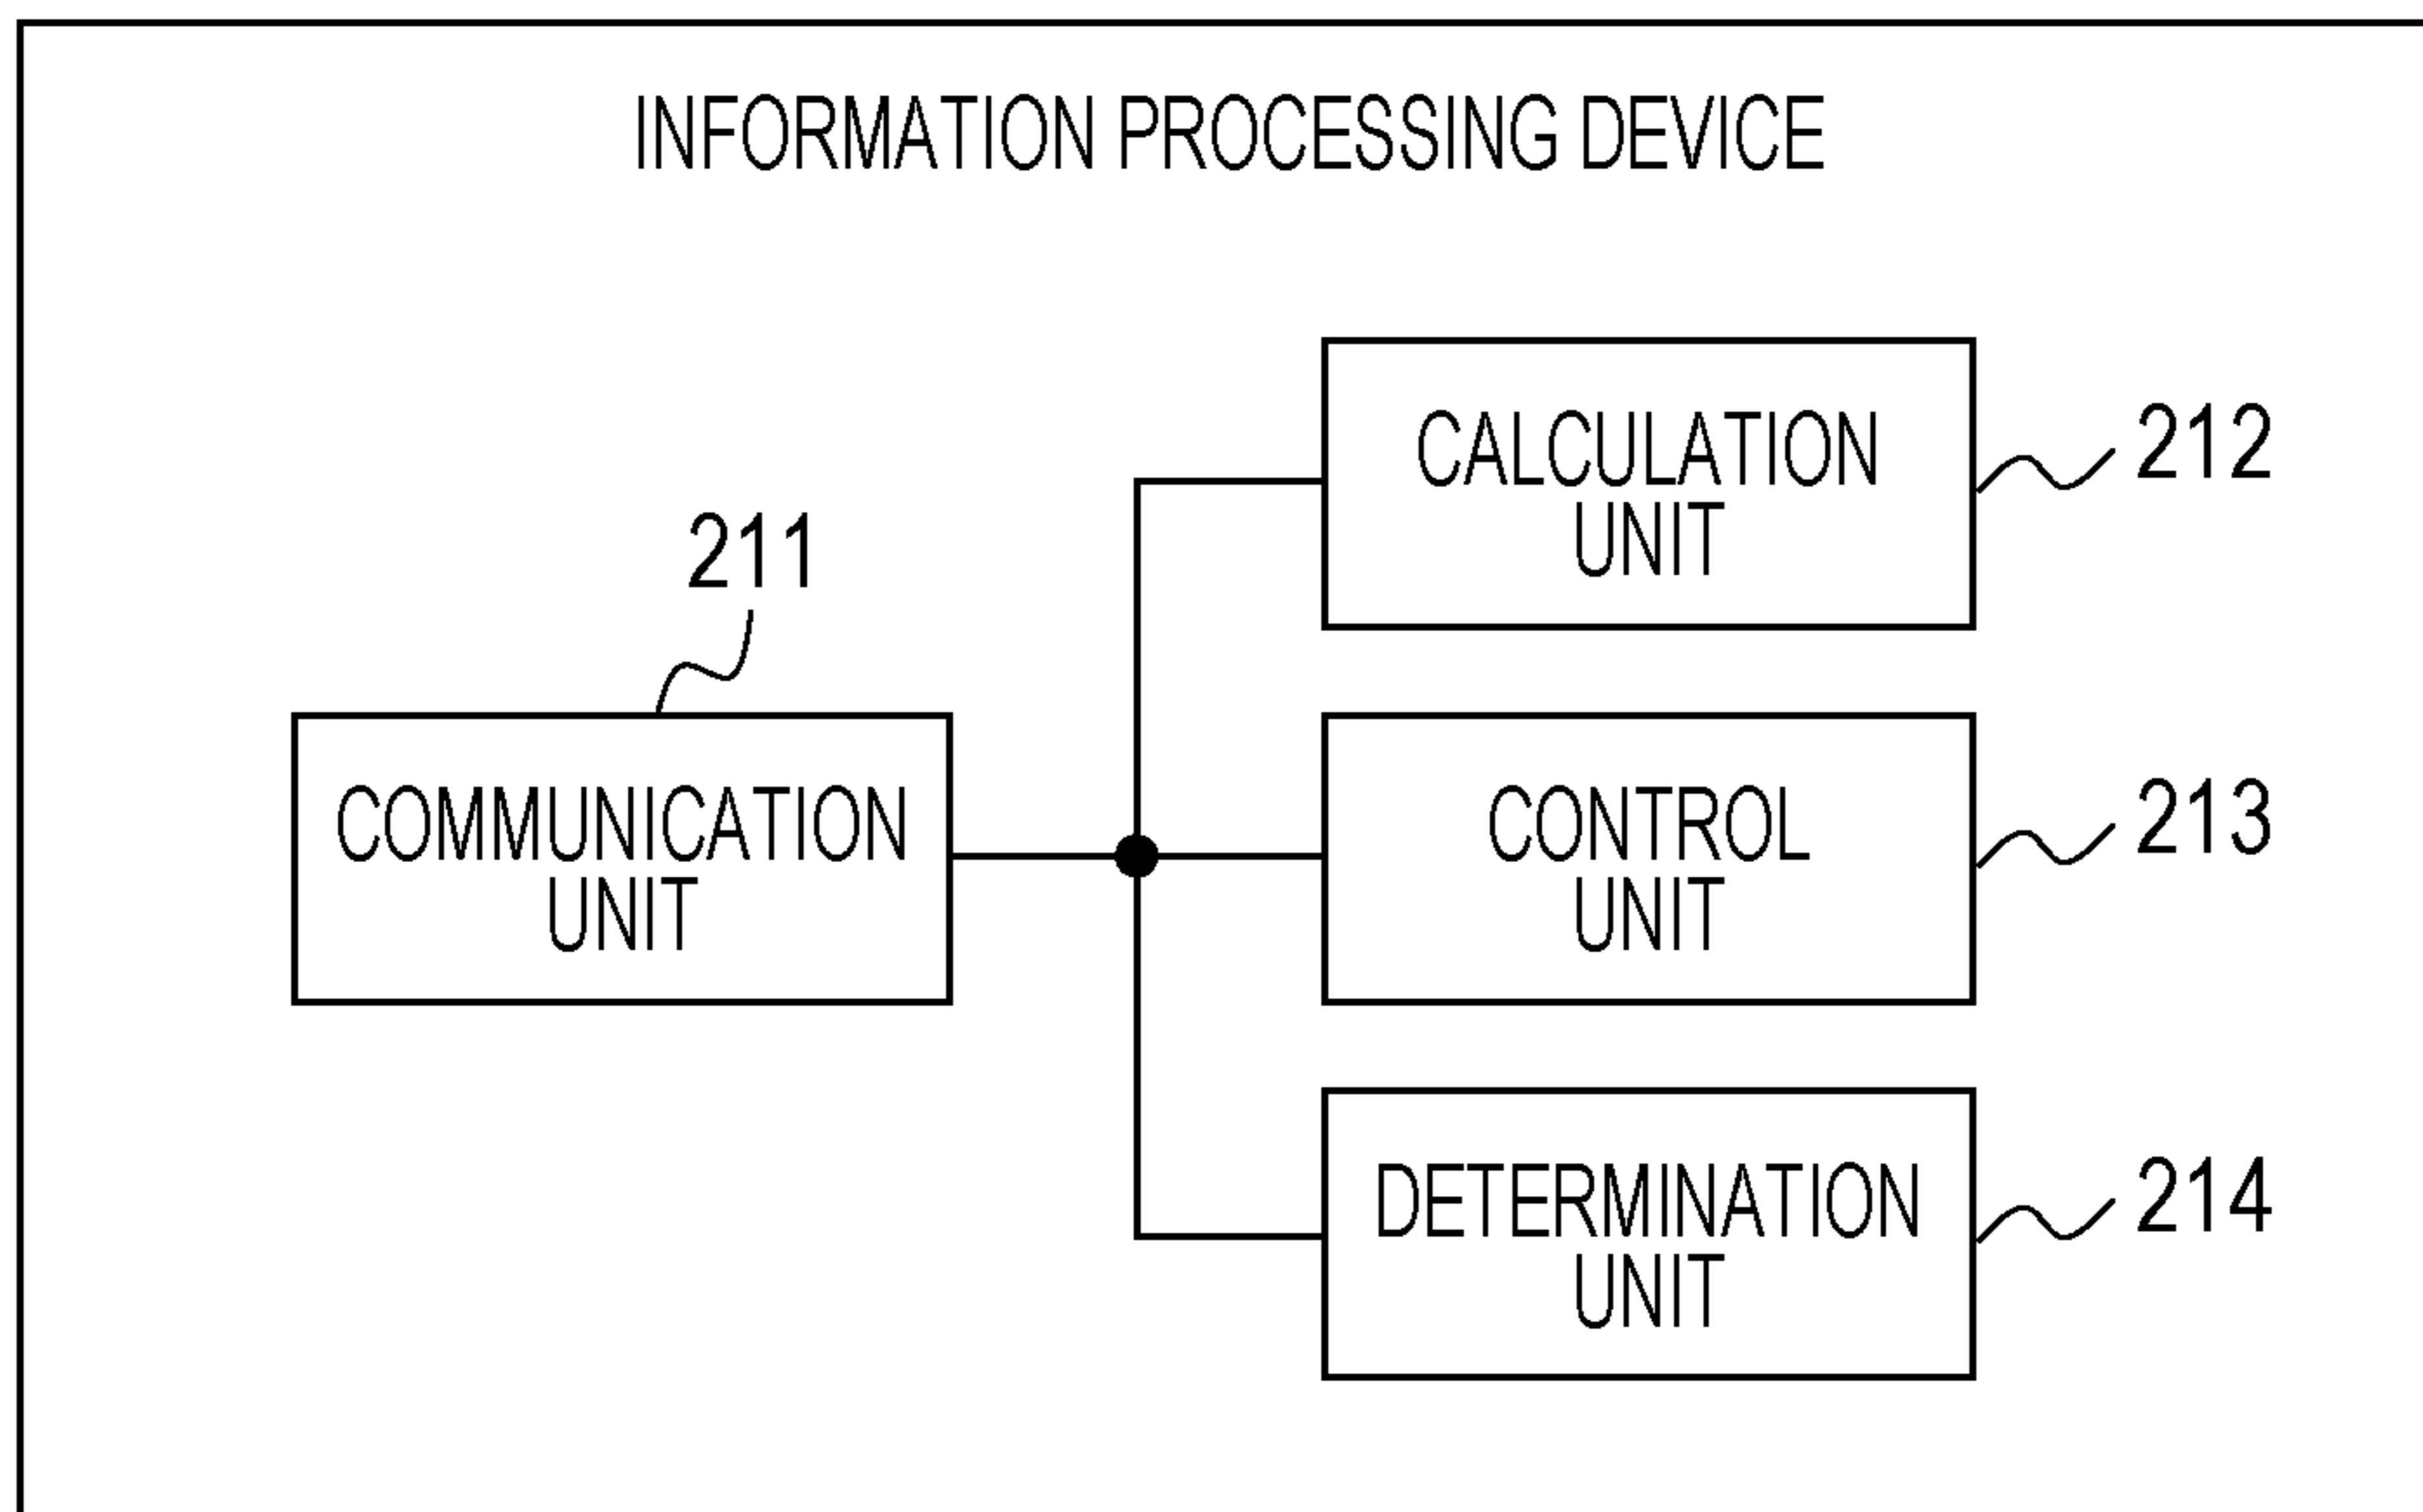 INFORMATION PROCESSING DEVICE
CALCULATION
UNIT
212
211
COMMUNICATION
UNIT
CONTROL
UNIT
213
DETERMINATION
UNIT
214